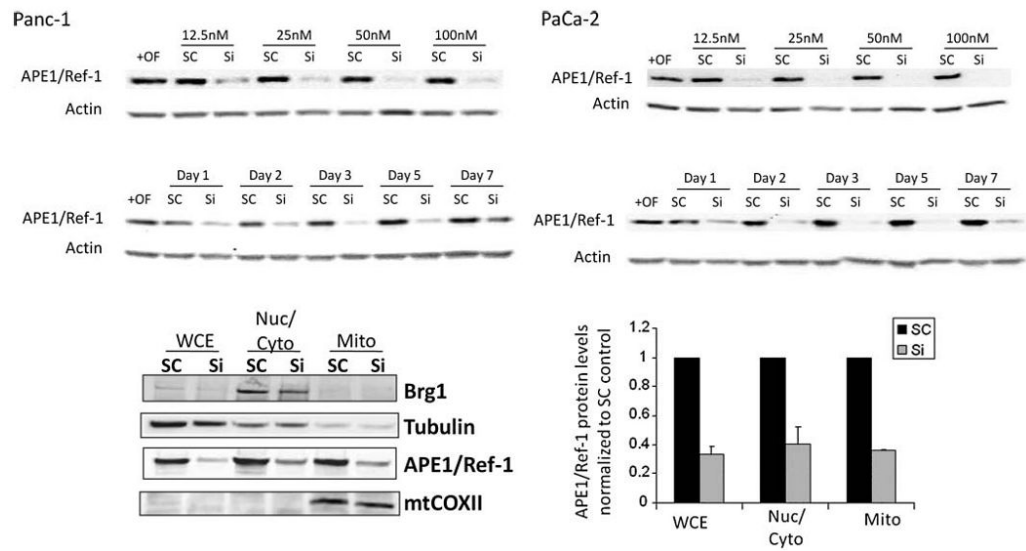 Panc-1
12.5nM 25nM 50nM 100nM
+OF SC Si SC Si SC Si SC Si
APE1/Ref-1
Actin
Day 1 Day 2 Day 3 Day 5 Day 7
+OF SC Si SC Si SC Si SC Si SC Si
APE1/Ref-1
Actin
PaCa-2
12.5nM 25nM 50nM 100nM
+OF SC Si SC Si SC Si SC Si
APE1/Ref-1
Actin
Day 1 Day 2 Day 3 Day 5 Day 7
+OF SC Si SC Si SC Si SC Si SC Si
APE1/Ref-1
Actin
Nuc/
WCE Cyto Mito
SC Si SC Si SC Si
Brg1
Tubulin
APE1/Ref-1
mtCOXII
APE1/Ref-1 protein levels
normalized to SC control
1.2
1
0.8
0.6
0.4
0.2
0
SC
Si
WCE Nuc/ Mito
Cyto